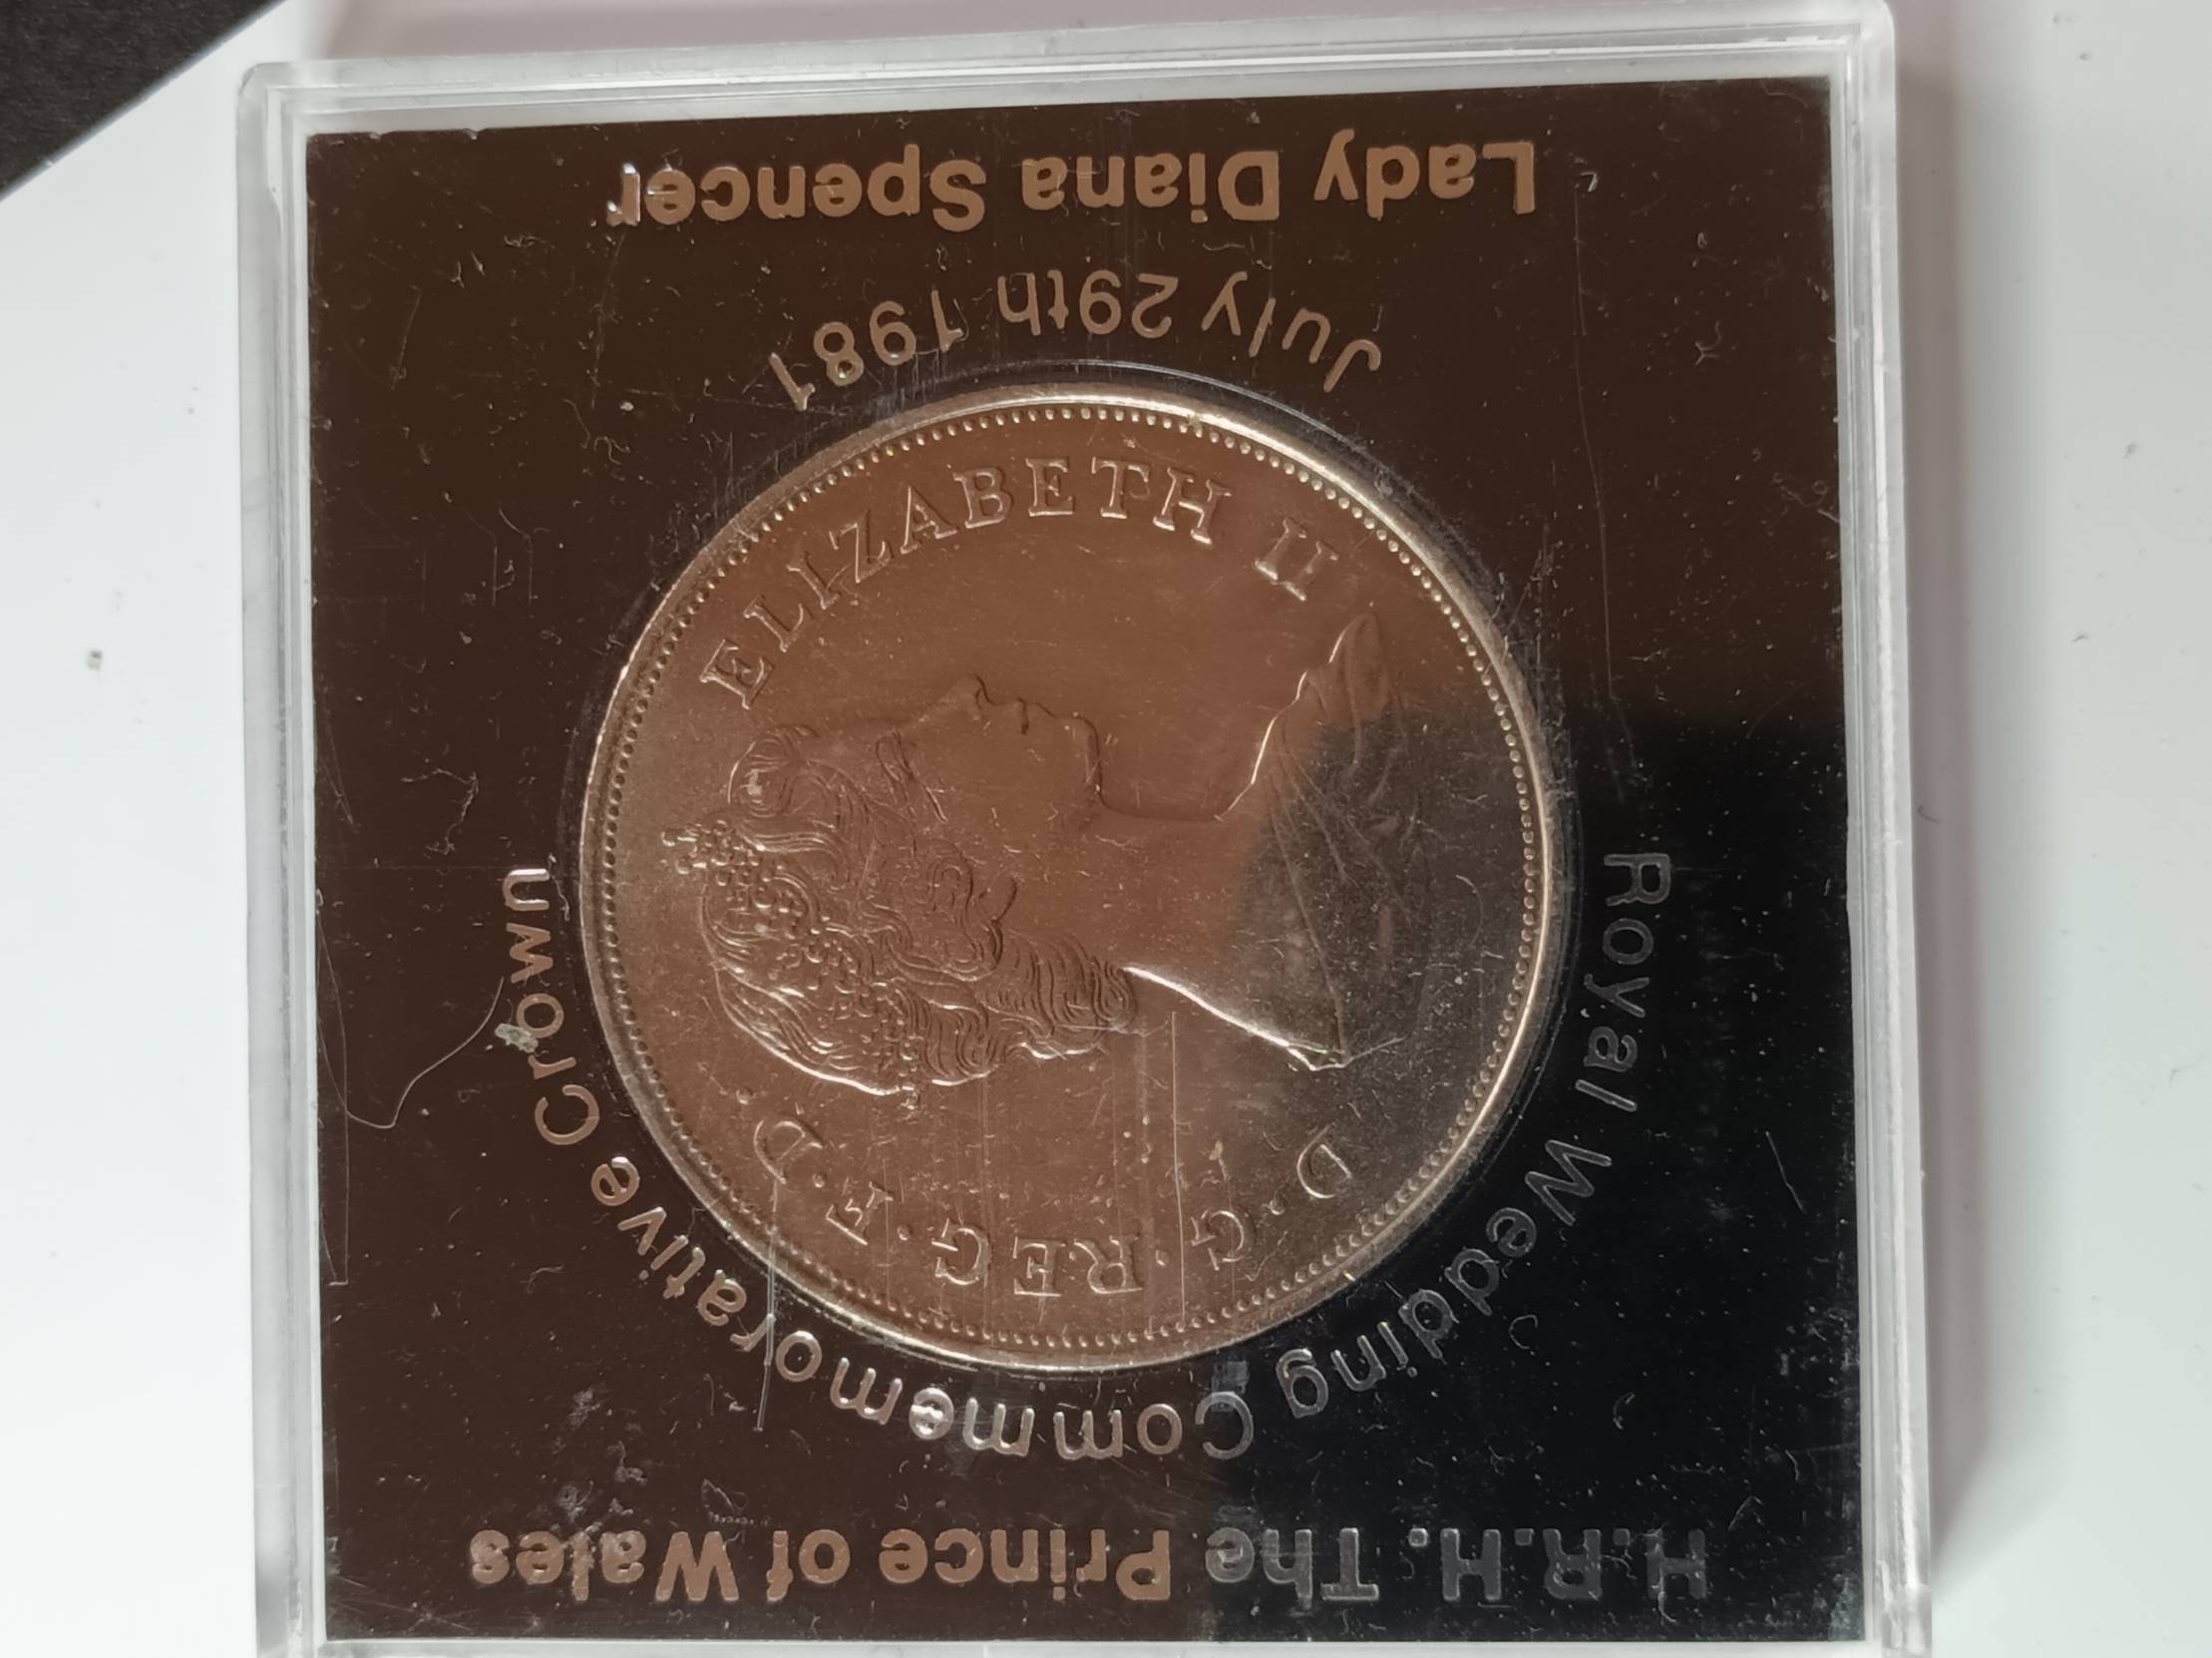 H.R.H. The Prince of Wales
Royal Wedding Commemorative Crown
D·G·REG·F·D·
ELIZABETH II
July 29th 1981
Lady Diana Spencer